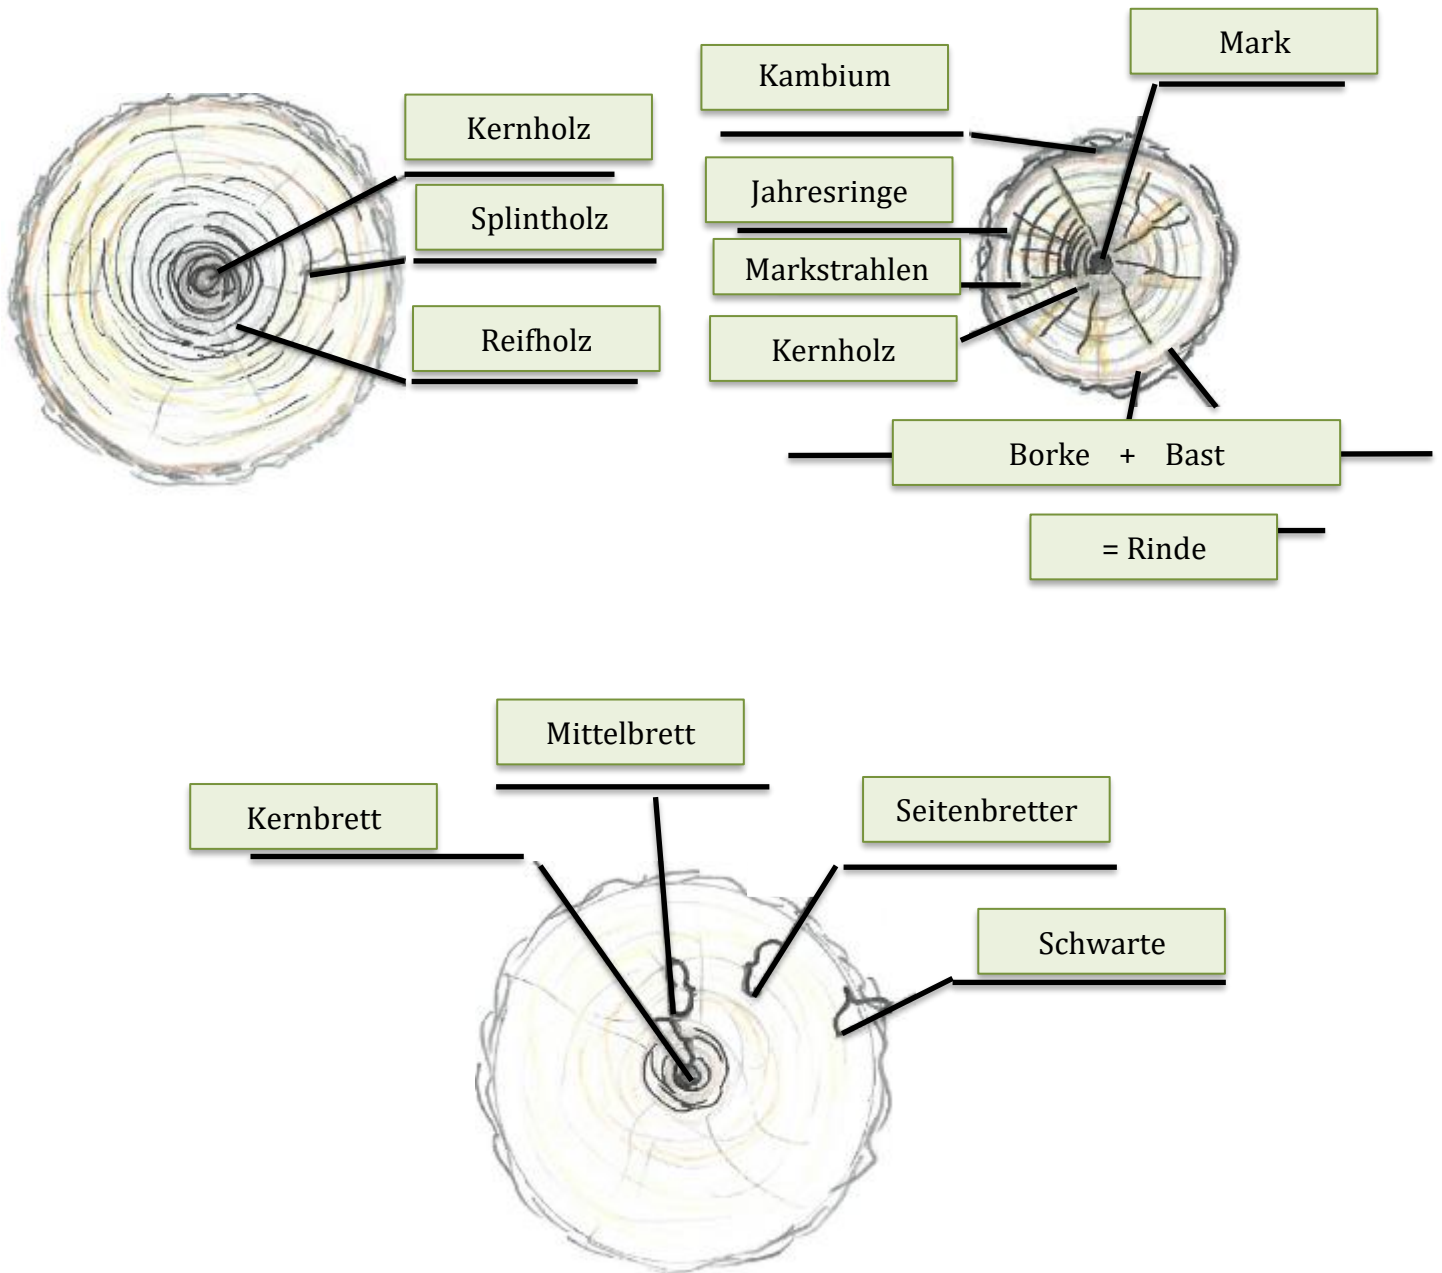 Kernholz
Splintholz
Reifholz
Mark
Kambium
Jahresringe
Markstrahlen
Kernholz
Borke + Bast
= Rinde
Mittelbrett
Kernbrett
Seitenbretter
Schwarte